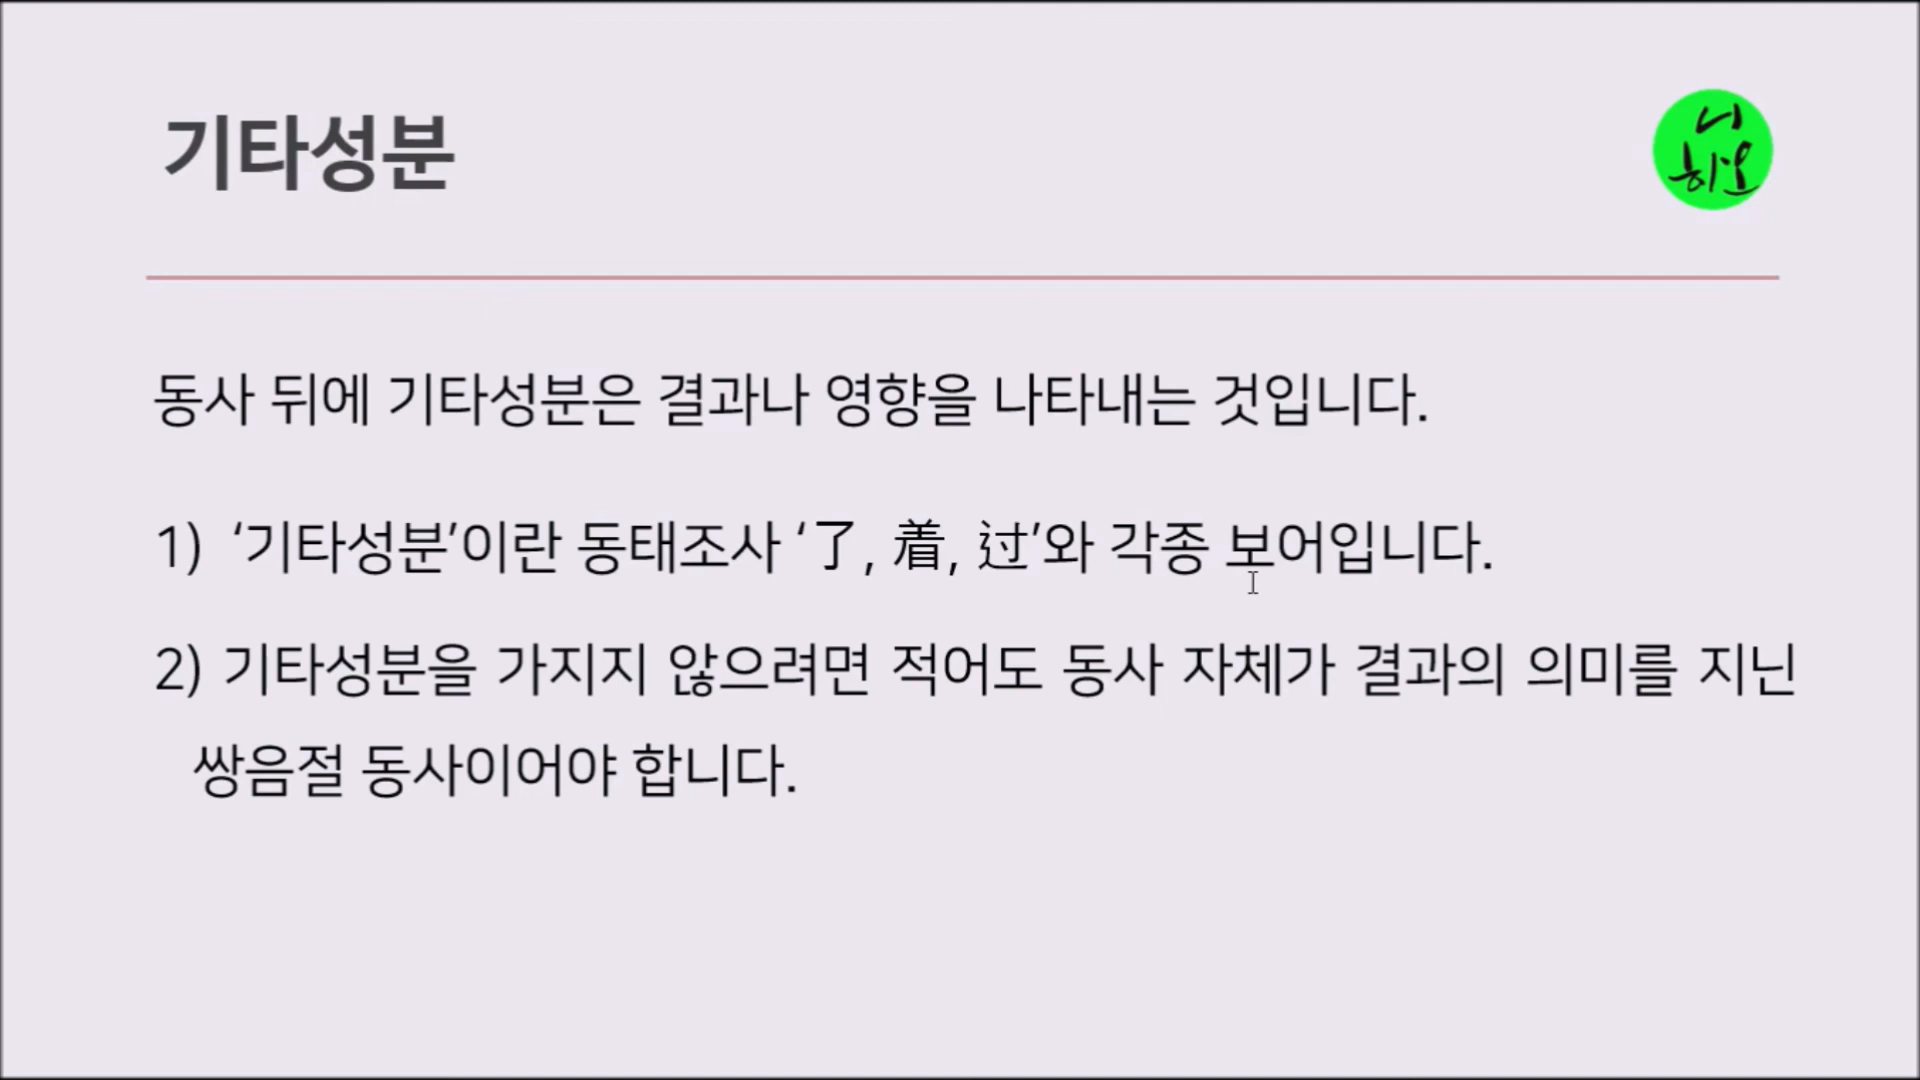 기타성분
니
하오
동사 뒤에 기타성분은 결과나 영향을 나타내는 것입니다.
1) ‘기타성분’이란 동태조사 ‘了, 着, 过’와 각종 보어입니다.
2) 기타성분을 가지지 않으려면 적어도 동사 자체가 결과의 의미를 지닌
쌍음절 동사이어야 합니다.